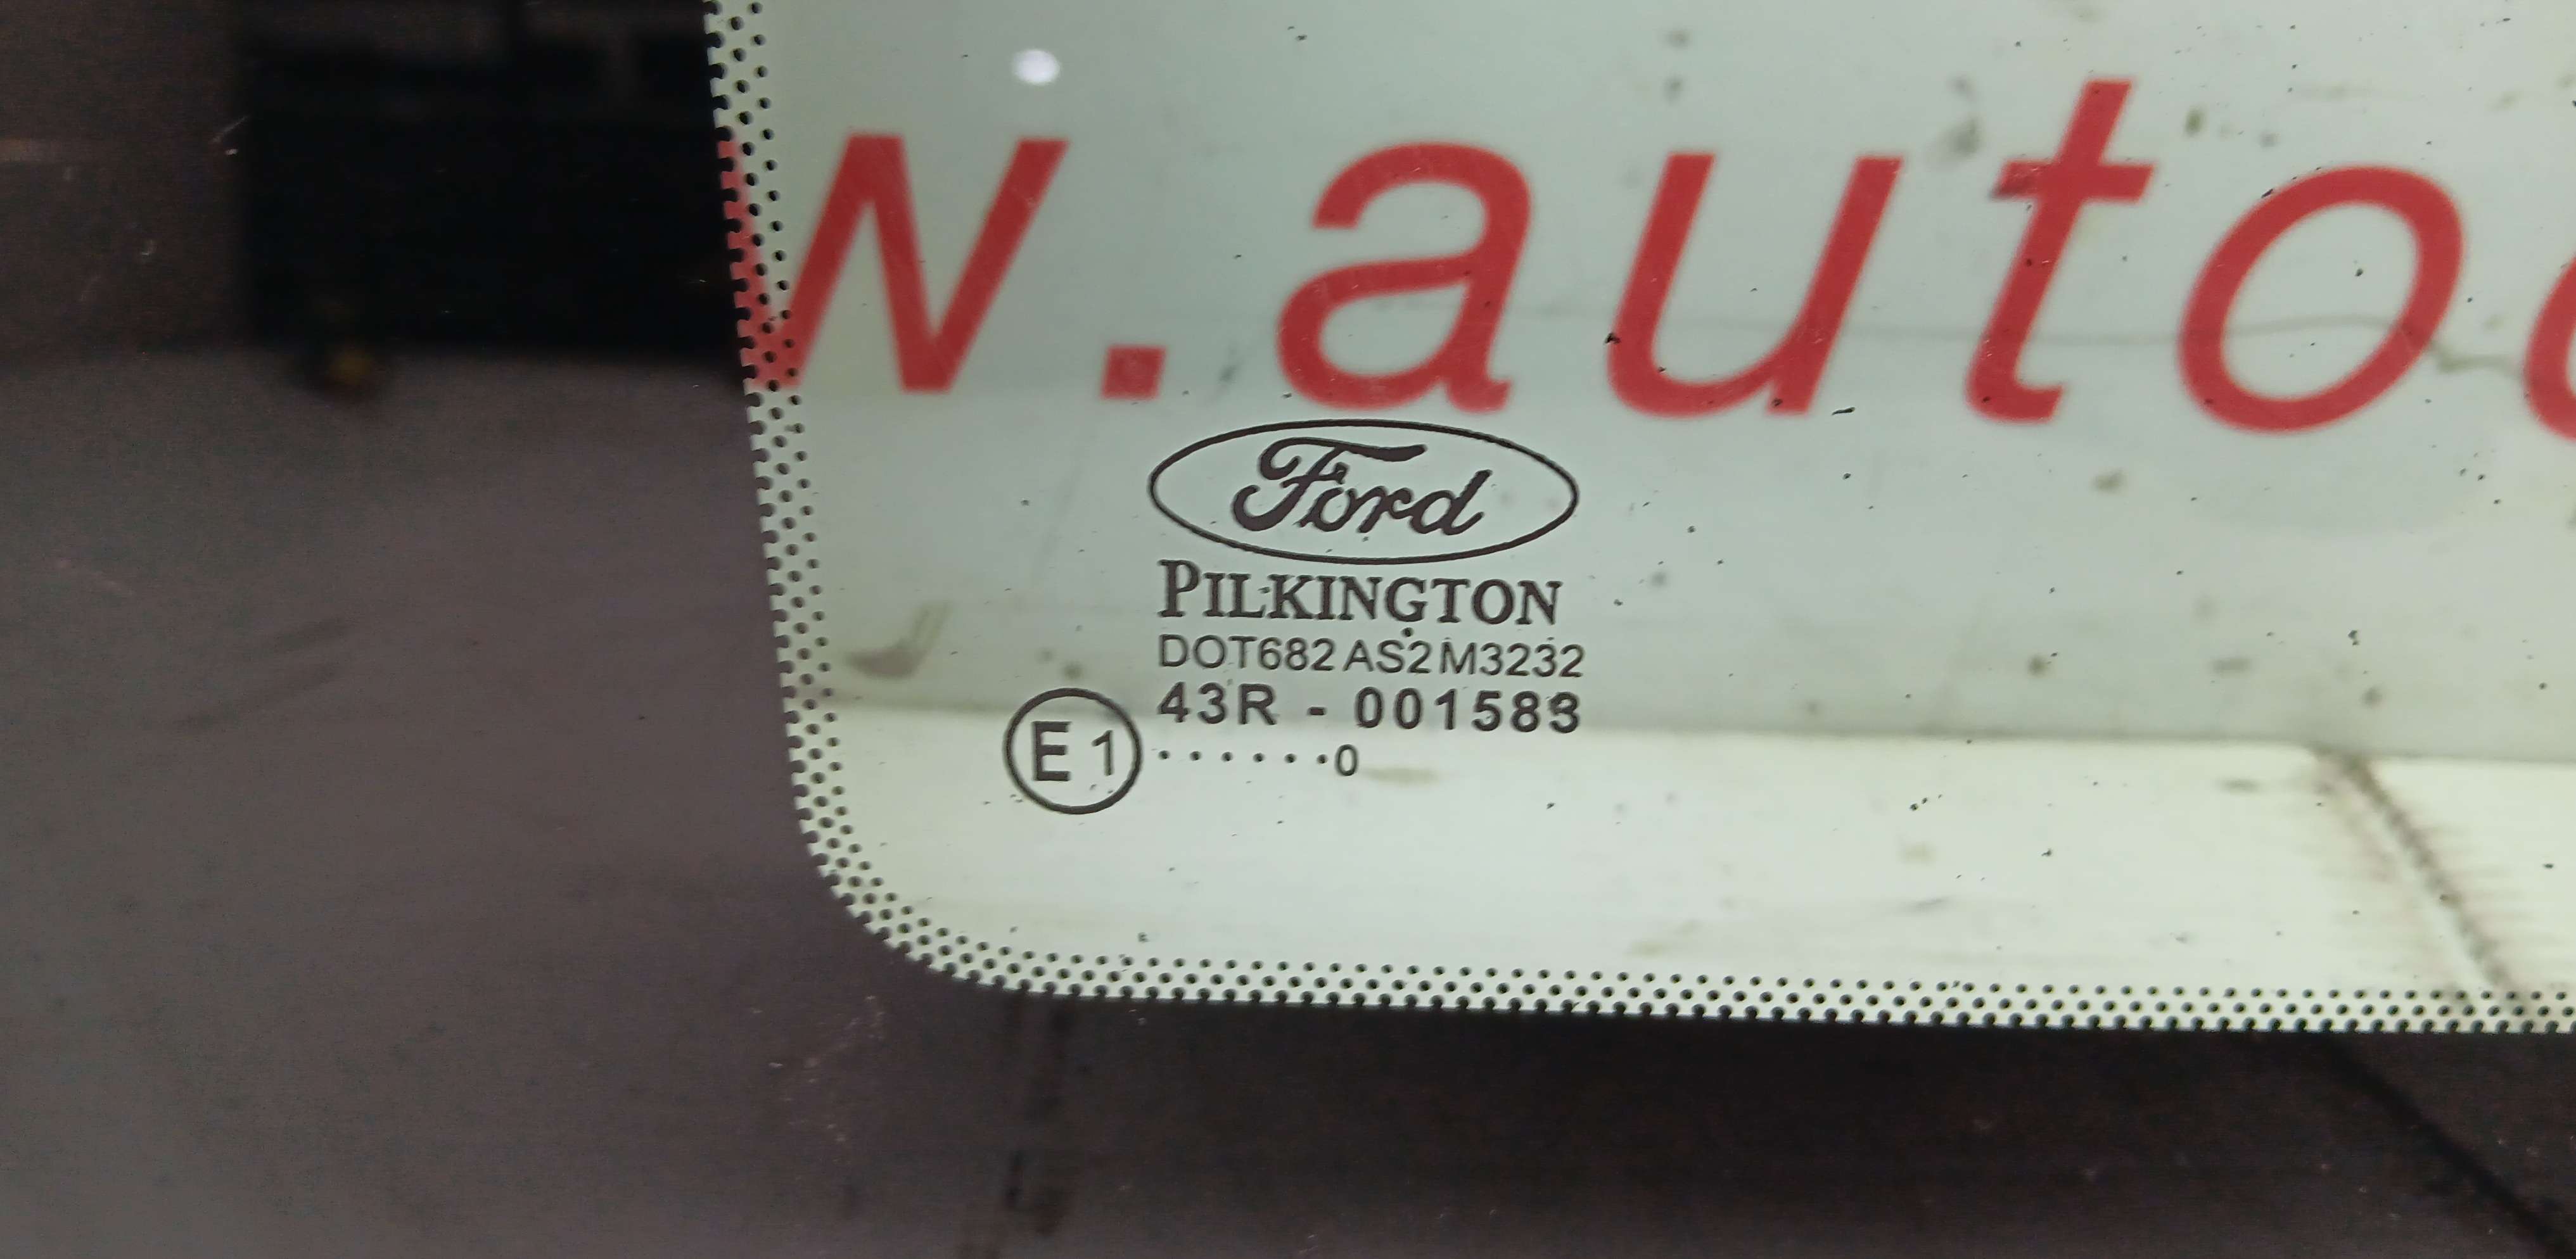 w.auto
Ford
PILKINGTON
DOT682 AS2 M3232
43R - 001583
E1 ·······0